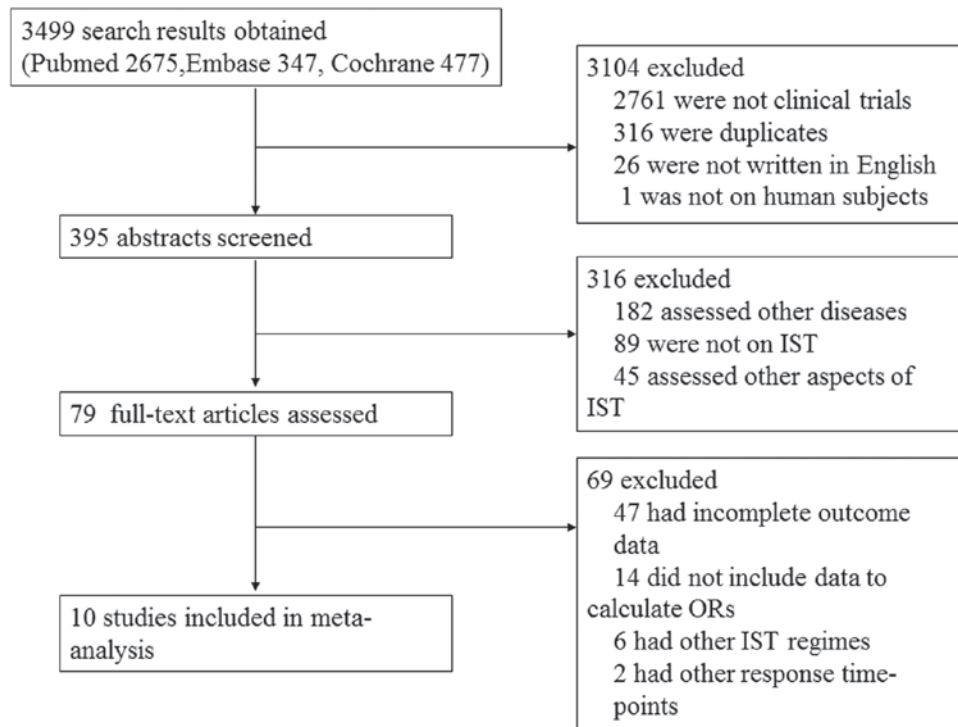 3499 search results obtained
(Pubmed 2675,Embase 347, Cochrane 477)
3104 excluded
2761 were not clinical trials
316 were duplicates
26 were not written in English
1 was not on human subjects
395 abstracts screened
316 excluded
182 assessed other diseases
89 were not on IST
45 assessed other aspects of
IST
79 full-text articles assessed
69 excluded
47 had incomplete outcome
data
14 did not include data to
calculate ORs
6 had other IST regimes
2 had other response time-
points
10 studies included in meta-
analysis